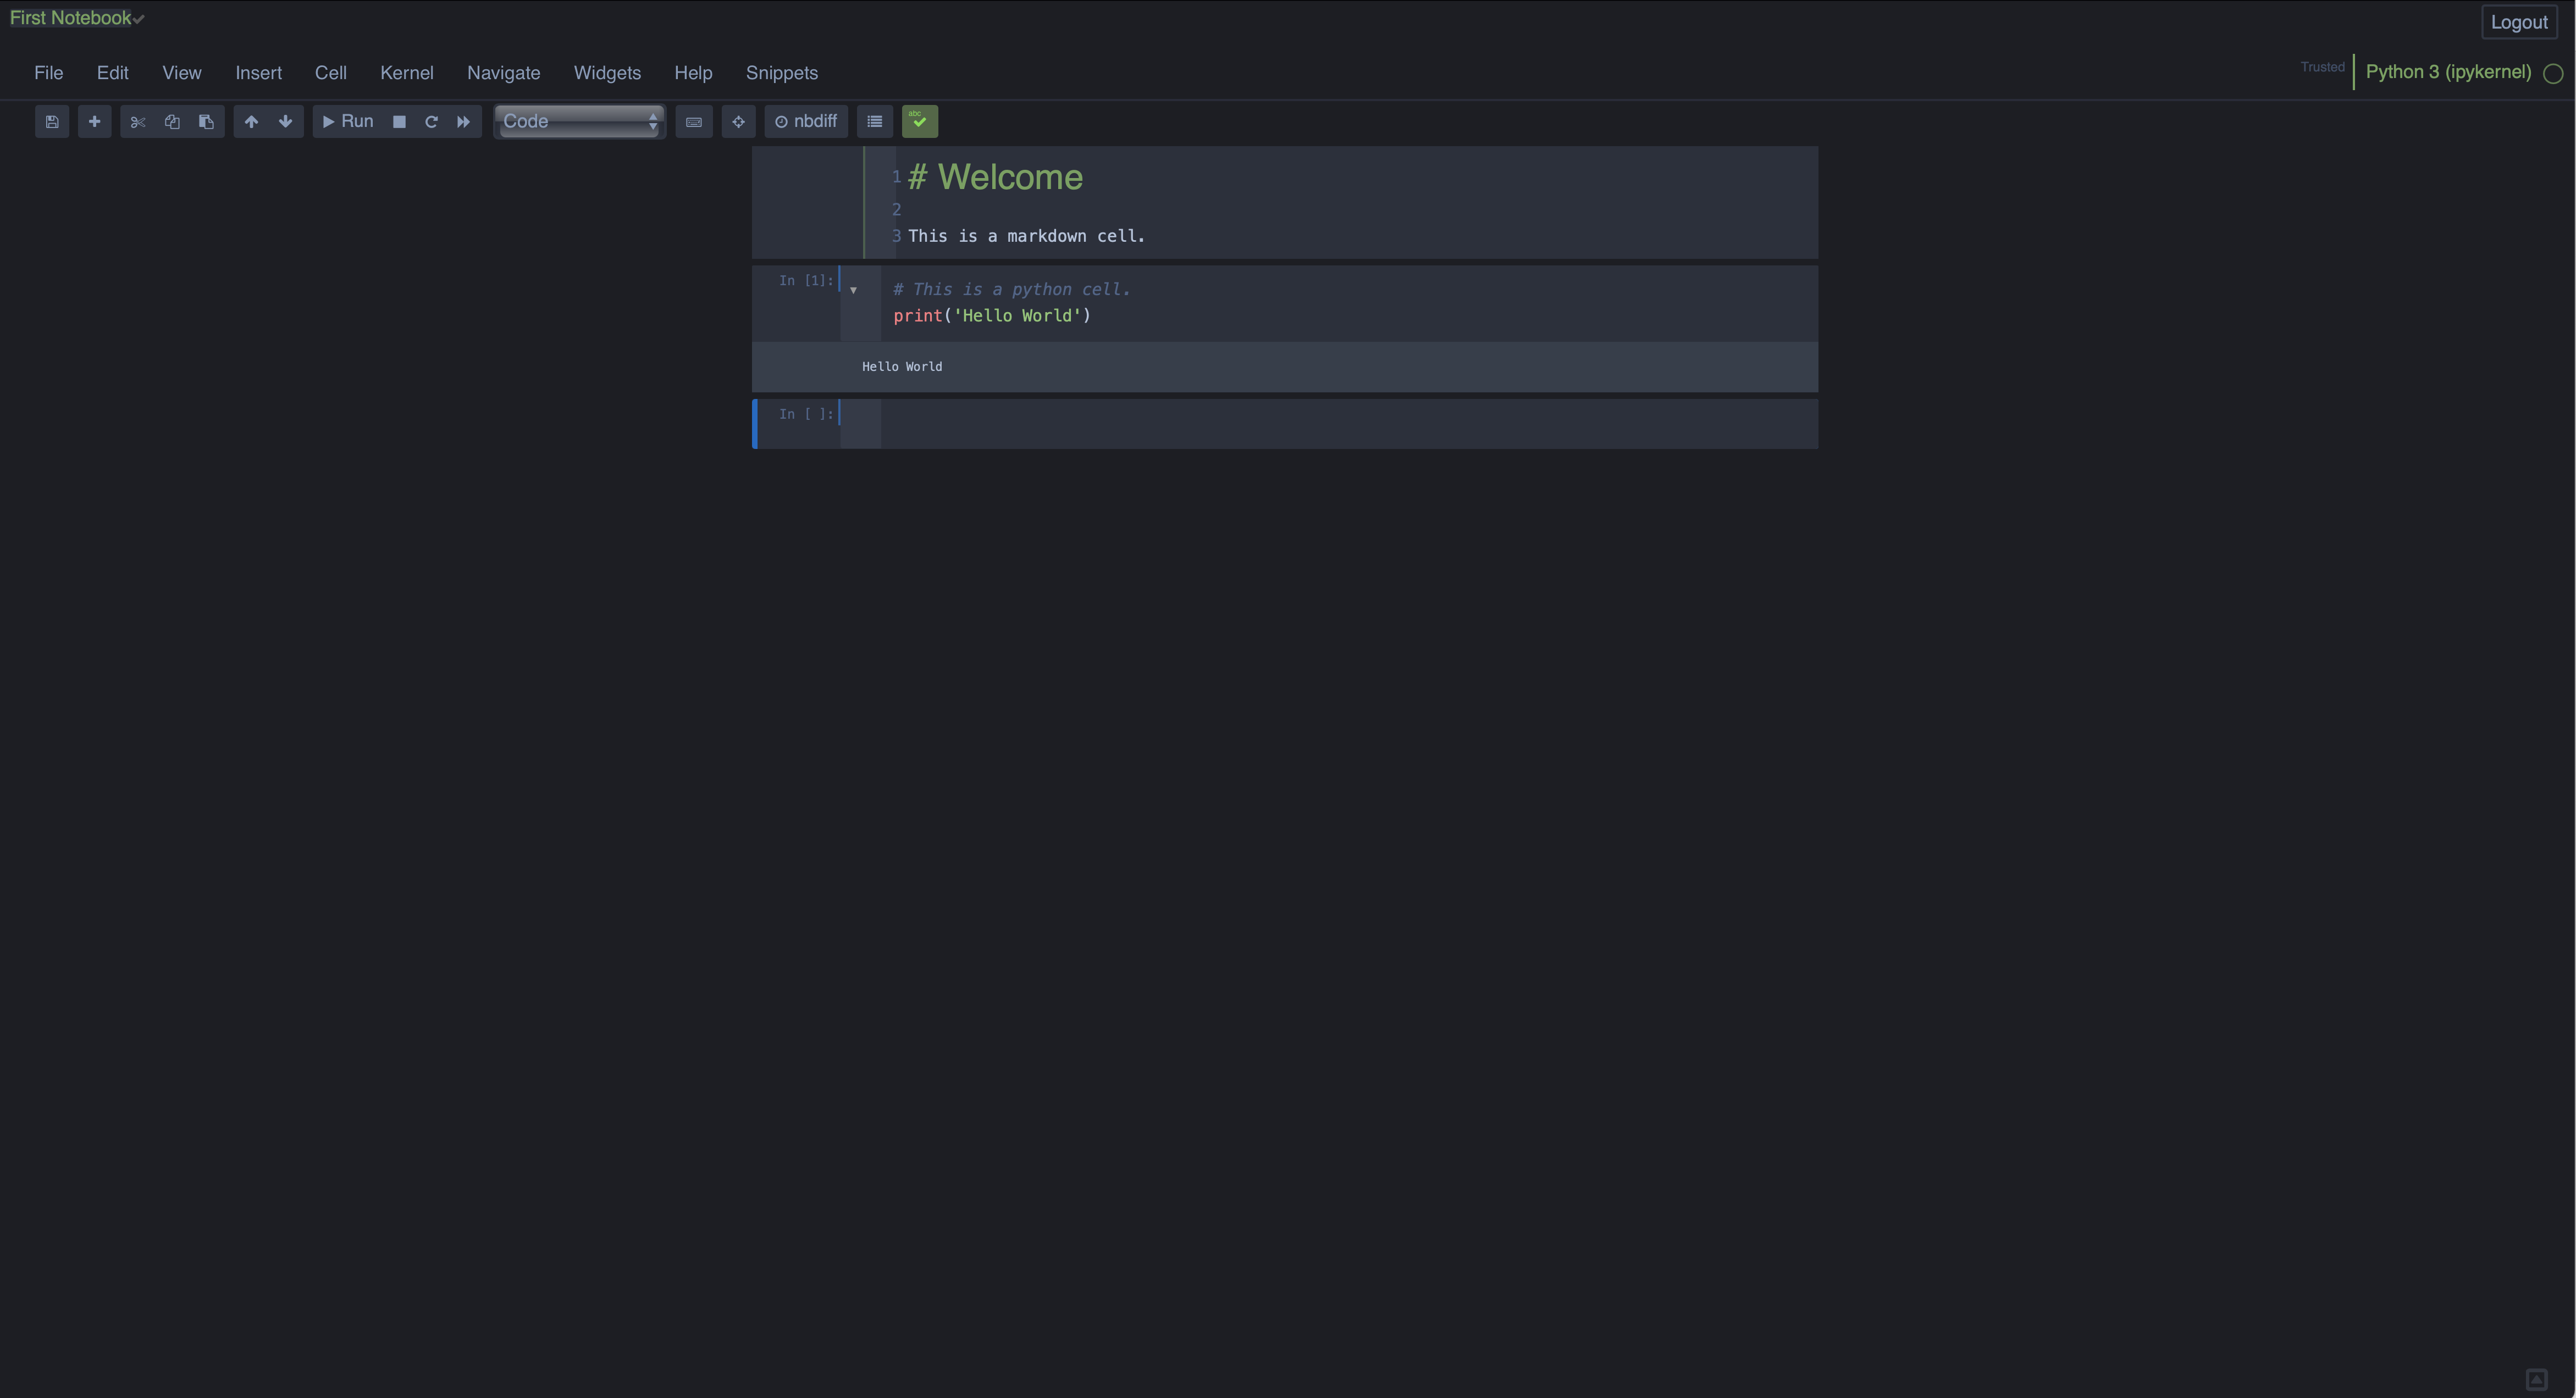 First Notebook
Logout
File Edit View Insert Cell Kernel Navigate Widgets Help Snippets
Trusted Python 3 (ipykernel)
Run Code nbdiff abc
1 # Welcome
2
3 This is a markdown cell.
In [1]: # This is a python cell.
print('Hello World')
Hello World
In [ ]: